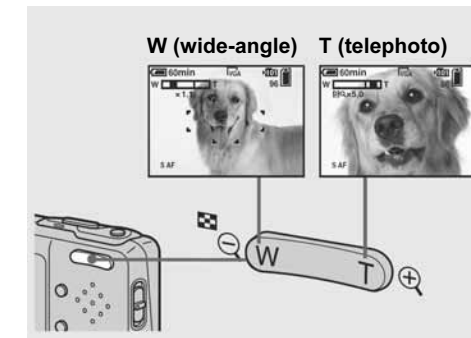 W (wide-angle) T (telephoto)
60min VGA 101
W T 96
×1.1
S AF
60min VGA 101
W T 96
×5.0
S AF
W T